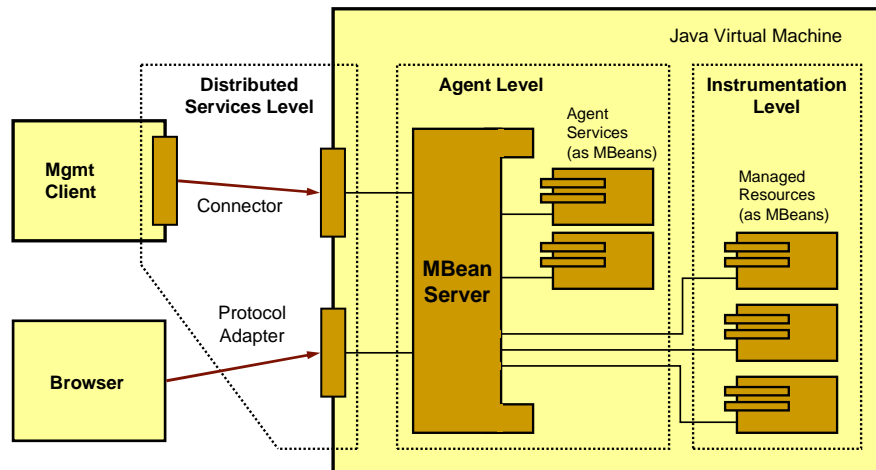 Java Virtual Machine
Distributed
Services Level
Agent Level
Instrumentation
Level
Agent
Services
(as MBeans)
Mgmt
Client
Connector
Managed
Resources
(as MBeans)
MBean
Server
Protocol
Adapter
Browser